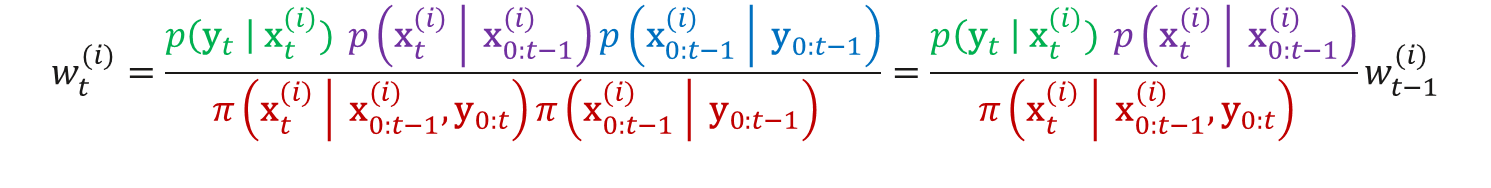 $w_t^{(i)} = \frac{p(\mathbf{y}_t \mid \mathbf{x}_t^{(i)}) \, p\left(\mathbf{x}_t^{(i)} \mid \mathbf{x}_{0:t-1}^{(i)}\right) p\left(\mathbf{x}_{0:t-1}^{(i)} \mid \mathbf{y}_{0:t-1}\right)}{\pi\left(\mathbf{x}_t^{(i)} \mid \mathbf{x}_{0:t-1}^{(i)}, \mathbf{y}_{0:t}\right) \pi\left(\mathbf{x}_{0:t-1}^{(i)} \mid \mathbf{y}_{0:t-1}\right)} = \frac{p(\mathbf{y}_t \mid \mathbf{x}_t^{(i)}) \, p\left(\mathbf{x}_t^{(i)} \mid \mathbf{x}_{0:t-1}^{(i)}\right)}{\pi\left(\mathbf{x}_t^{(i)} \mid \mathbf{x}_{0:t-1}^{(i)}, \mathbf{y}_{0:t}\right)} w_{t-1}^{(i)}$